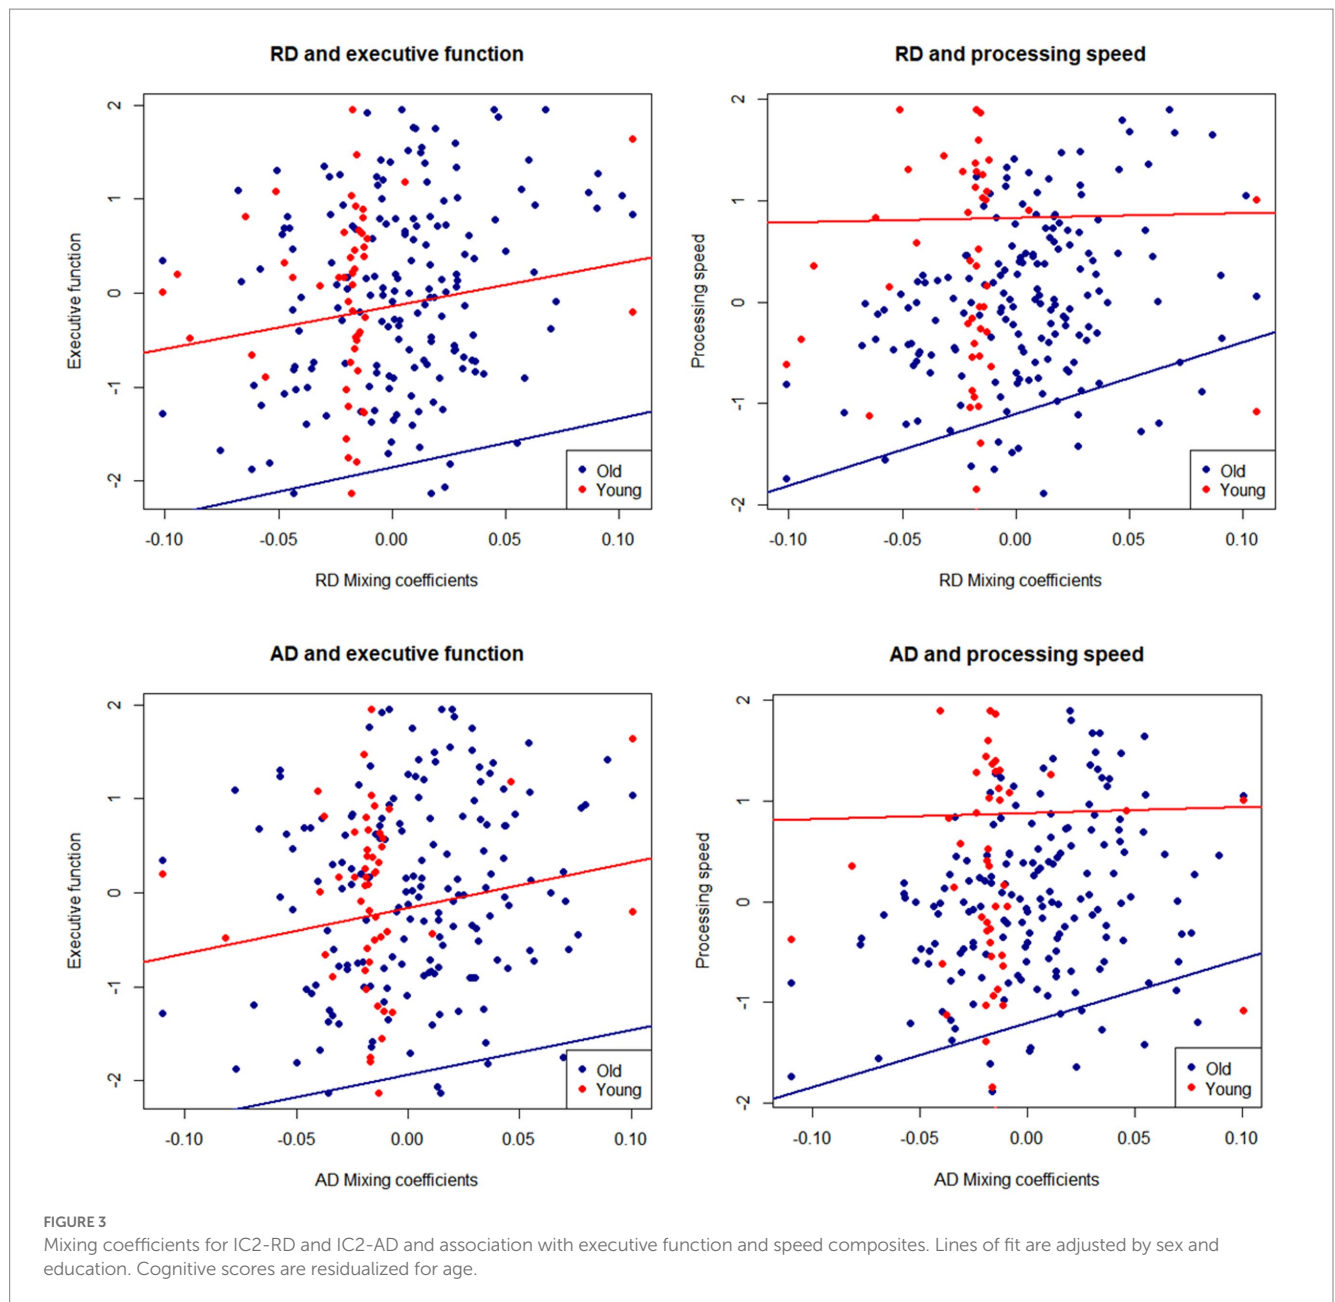 RD and executive function
Executive function
2
1
0
-1
-2
-0.10 -0.05 0.00 0.05 0.10
RD Mixing coefficients
Old
Young
RD and processing speed
Processing speed
2
1
0
-1
-2
-0.10 -0.05 0.00 0.05 0.10
RD Mixing coefficients
Old
Young
AD and executive function
Executive function
2
1
0
-1
-2
-0.10 -0.05 0.00 0.05 0.10
AD Mixing coefficients
Old
Young
AD and processing speed
Processing speed
2
1
0
-1
-2
-0.10 -0.05 0.00 0.05 0.10
AD Mixing coefficients
Old
Young
FIGURE 3
Mixing coefficients for IC2-RD and IC2-AD and association with executive function and speed composites. Lines of fit are adjusted by sex and
education. Cognitive scores are residualized for age.